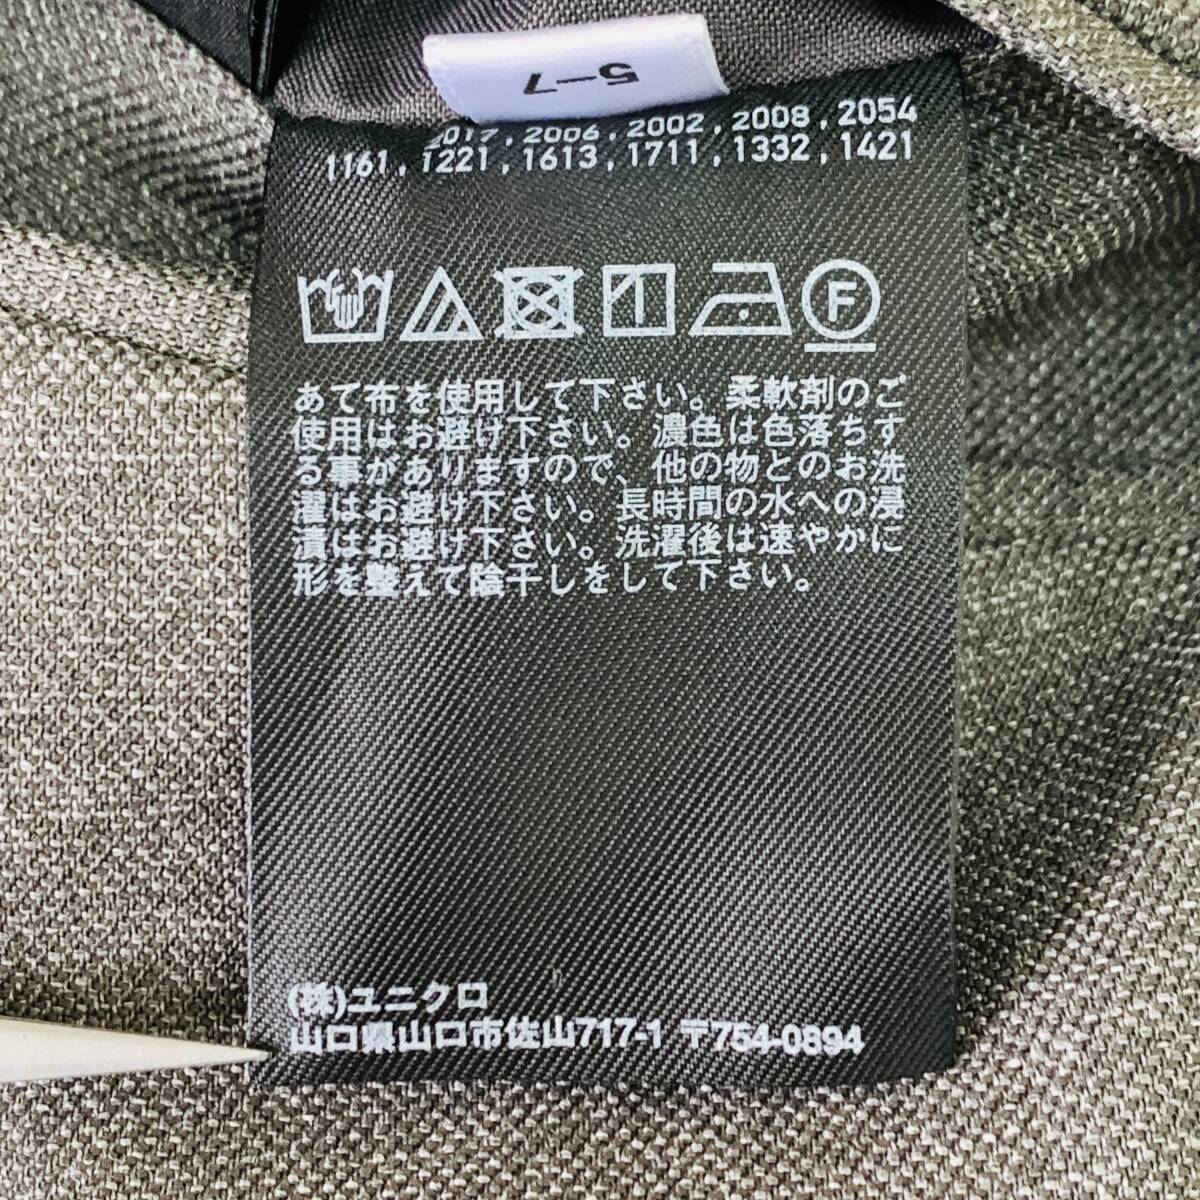 5-7
2017, 2006, 2002, 2008, 2054
1161, 1221, 1613, 1711, 1332, 1421
F
あて布を使用して下さい。柔軟剤のご
使用はお避け下さい。濃色は色落ちす
る事がありますので、他の物とのお洗
濯はお避け下さい。長時間の水への浸
漬はお避け下さい。洗濯後は速やかに
形を整えて陰干しをして下さい。
(株)ユニクロ
山口県山口市佐山717-1 〒754-0894